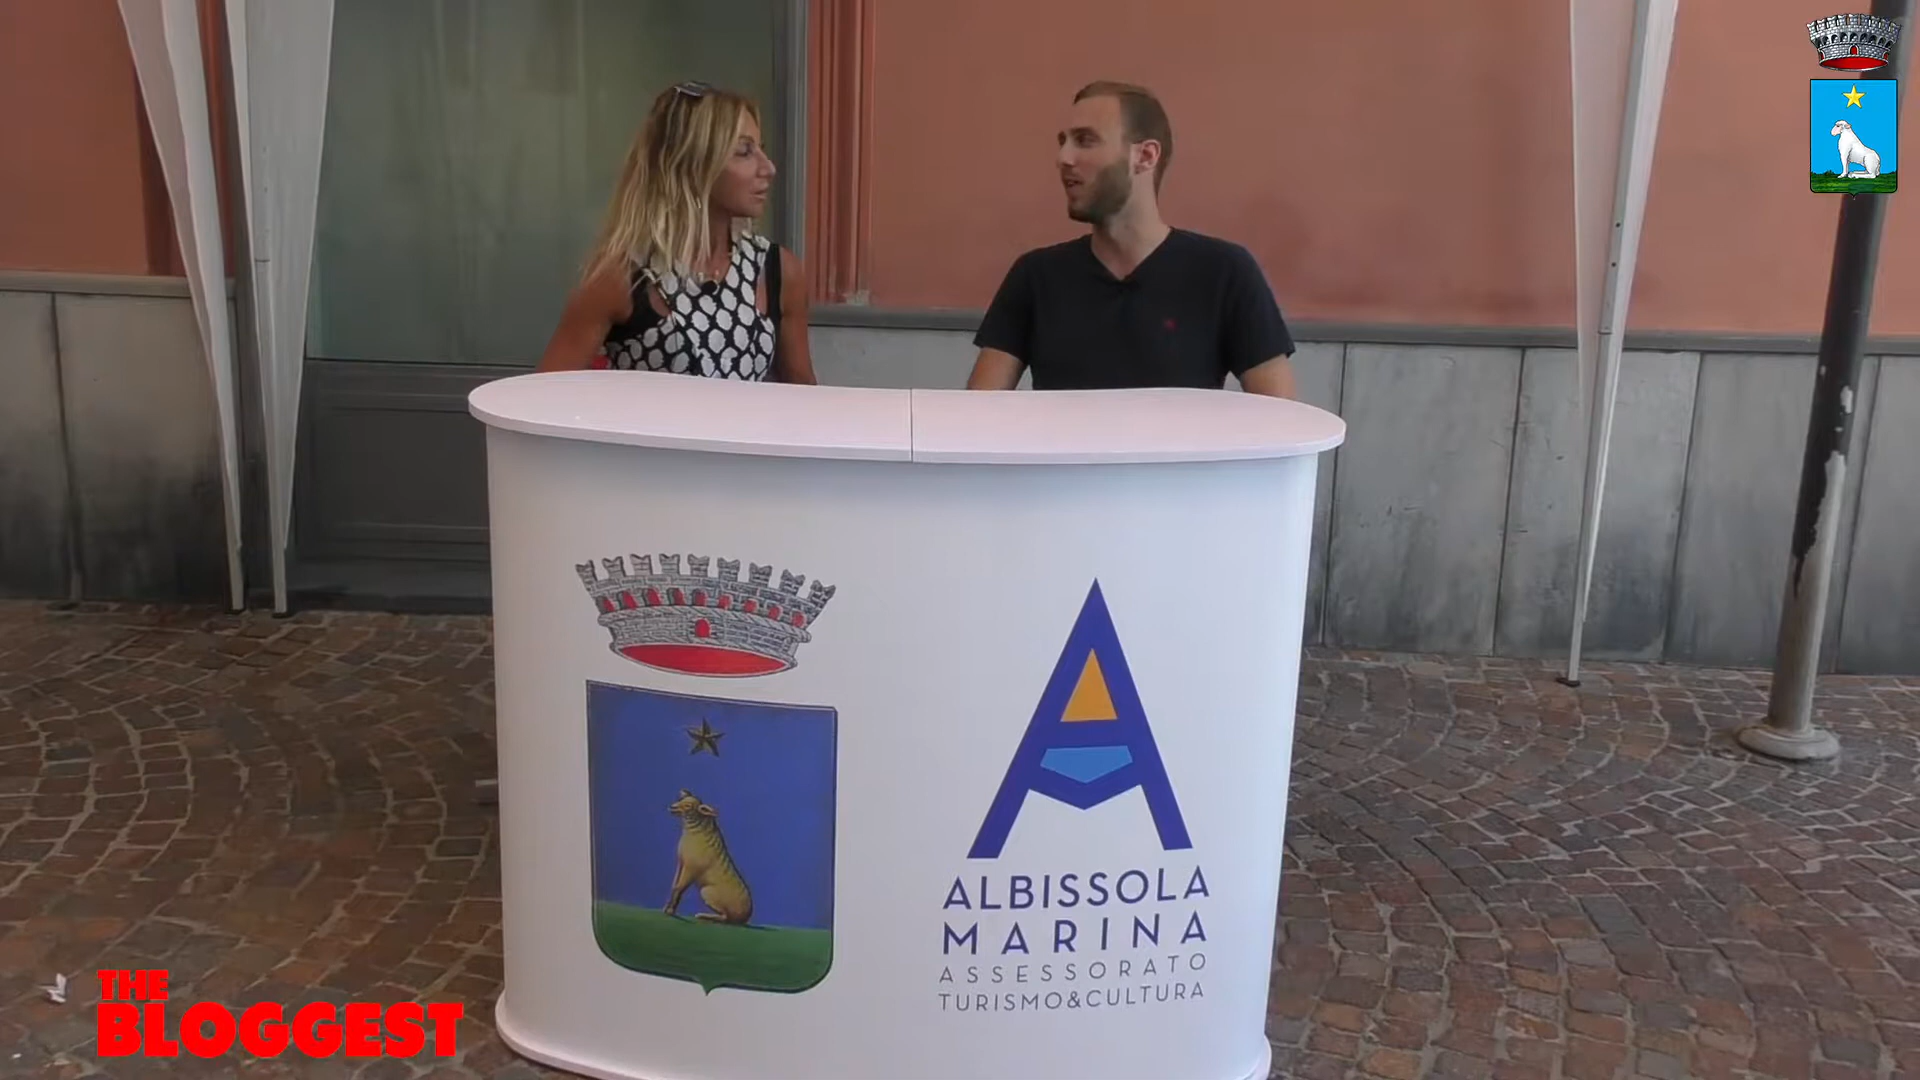 ALBISSOLA
MARINA
ASSESSORATO
TURISMO&CULTURA
THE
BLOGGEST